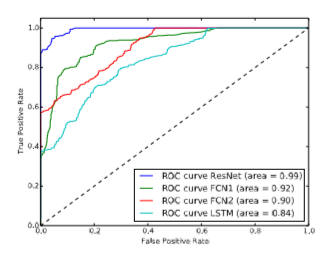 True Positive Rate
1.0
0.8
0.6
0.4
0.2
0.0
ROC curve ResNet (area = 0.99)
ROC curve FCN1 (area = 0.92)
ROC curve FCN2 (area = 0.90)
ROC curve LSTM (area = 0.84)
0.0 0.2 0.4 0.6 0.8 1.0
False Positive Rate